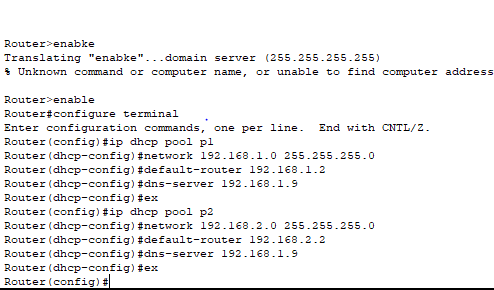 Router>enabke
Translating "enabke"...domain server (255.255.255.255)
% Unknown command or computer name, or unable to find computer address
Router>enable
Router#configure terminal
Enter configuration commands, one per line.  End with CNTL/Z.
Router(config)#ip dhcp pool p1
Router(dhcp-config)#network 192.168.1.0 255.255.255.0
Router(dhcp-config)#default-router 192.168.1.2
Router(dhcp-config)#dns-server 192.168.1.9
Router(dhcp-config)#ex
Router(config)#ip dhcp pool p2
Router(dhcp-config)#network 192.168.2.0 255.255.255.0
Router(dhcp-config)#default-router 192.168.2.2
Router(dhcp-config)#dns-server 192.168.1.9
Router(dhcp-config)#ex
Router(config)#